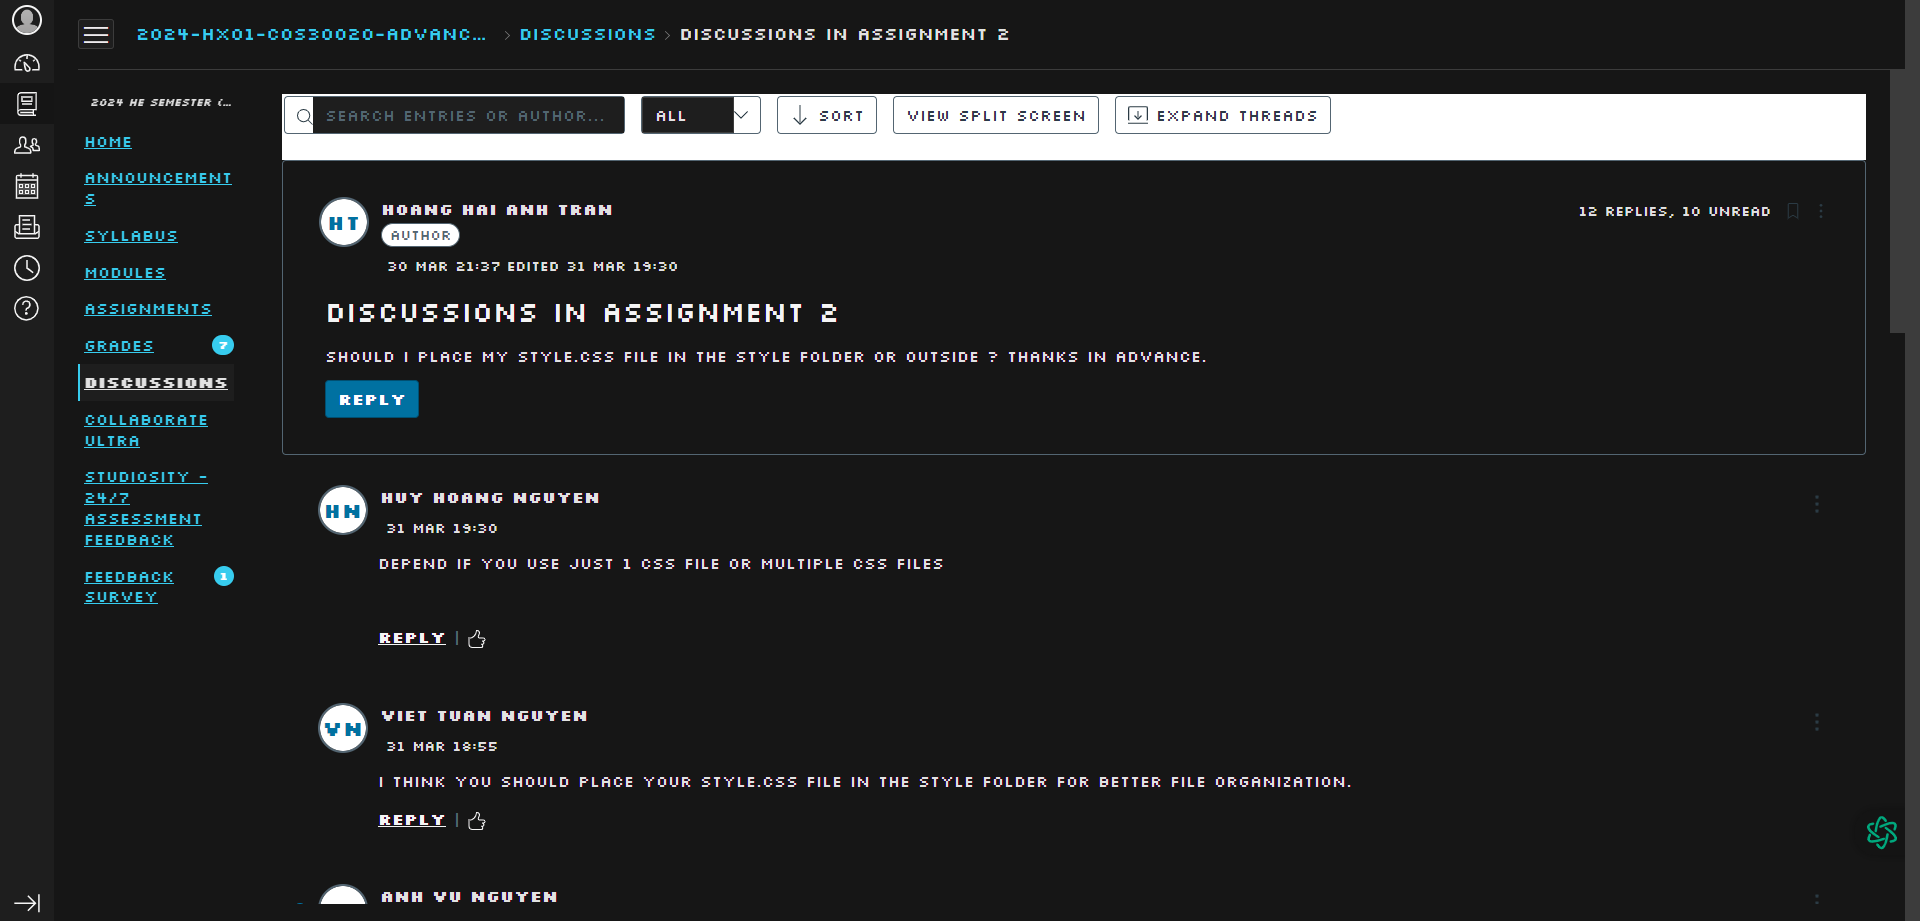 2024-HX01-COS30020-ADVANC... > DISCUSSIONS > DISCUSSIONS IN ASSIGNMENT 2
2024 HE SEMESTER (...
HOME
ANNOUNCEMENT
S
SYLLABUS
MODULES
ASSIGNMENTS
GRADES 7
DISCUSSIONS
COLLABORATE
ULTRA
STUDIOSITY -
24/7
ASSESSMENT
FEEDBACK
FEEDBACK 1
SURVEY
SEARCH ENTRIES OR AUTHOR... ALL SORT VIEW SPLIT SCREEN EXPAND THREADS
HT HOANG HAI ANH TRAN
AUTHOR
12 REPLIES, 10 UNREAD
30 MAR 21:37 EDITED 31 MAR 19:30
DISCUSSIONS IN ASSIGNMENT 2
SHOULD I PLACE MY STYLE.CSS FILE IN THE STYLE FOLDER OR OUTSIDE ? THANKS IN ADVANCE.
REPLY
HN HUY HOANG NGUYEN
31 MAR 19:30
DEPEND IF YOU USE JUST 1 CSS FILE OR MULTIPLE CSS FILES
REPLY |
VN VIET TUAN NGUYEN
31 MAR 18:55
I THINK YOU SHOULD PLACE YOUR STYLE.CSS FILE IN THE STYLE FOLDER FOR BETTER FILE ORGANIZATION.
REPLY |
ANH VU NGUYEN